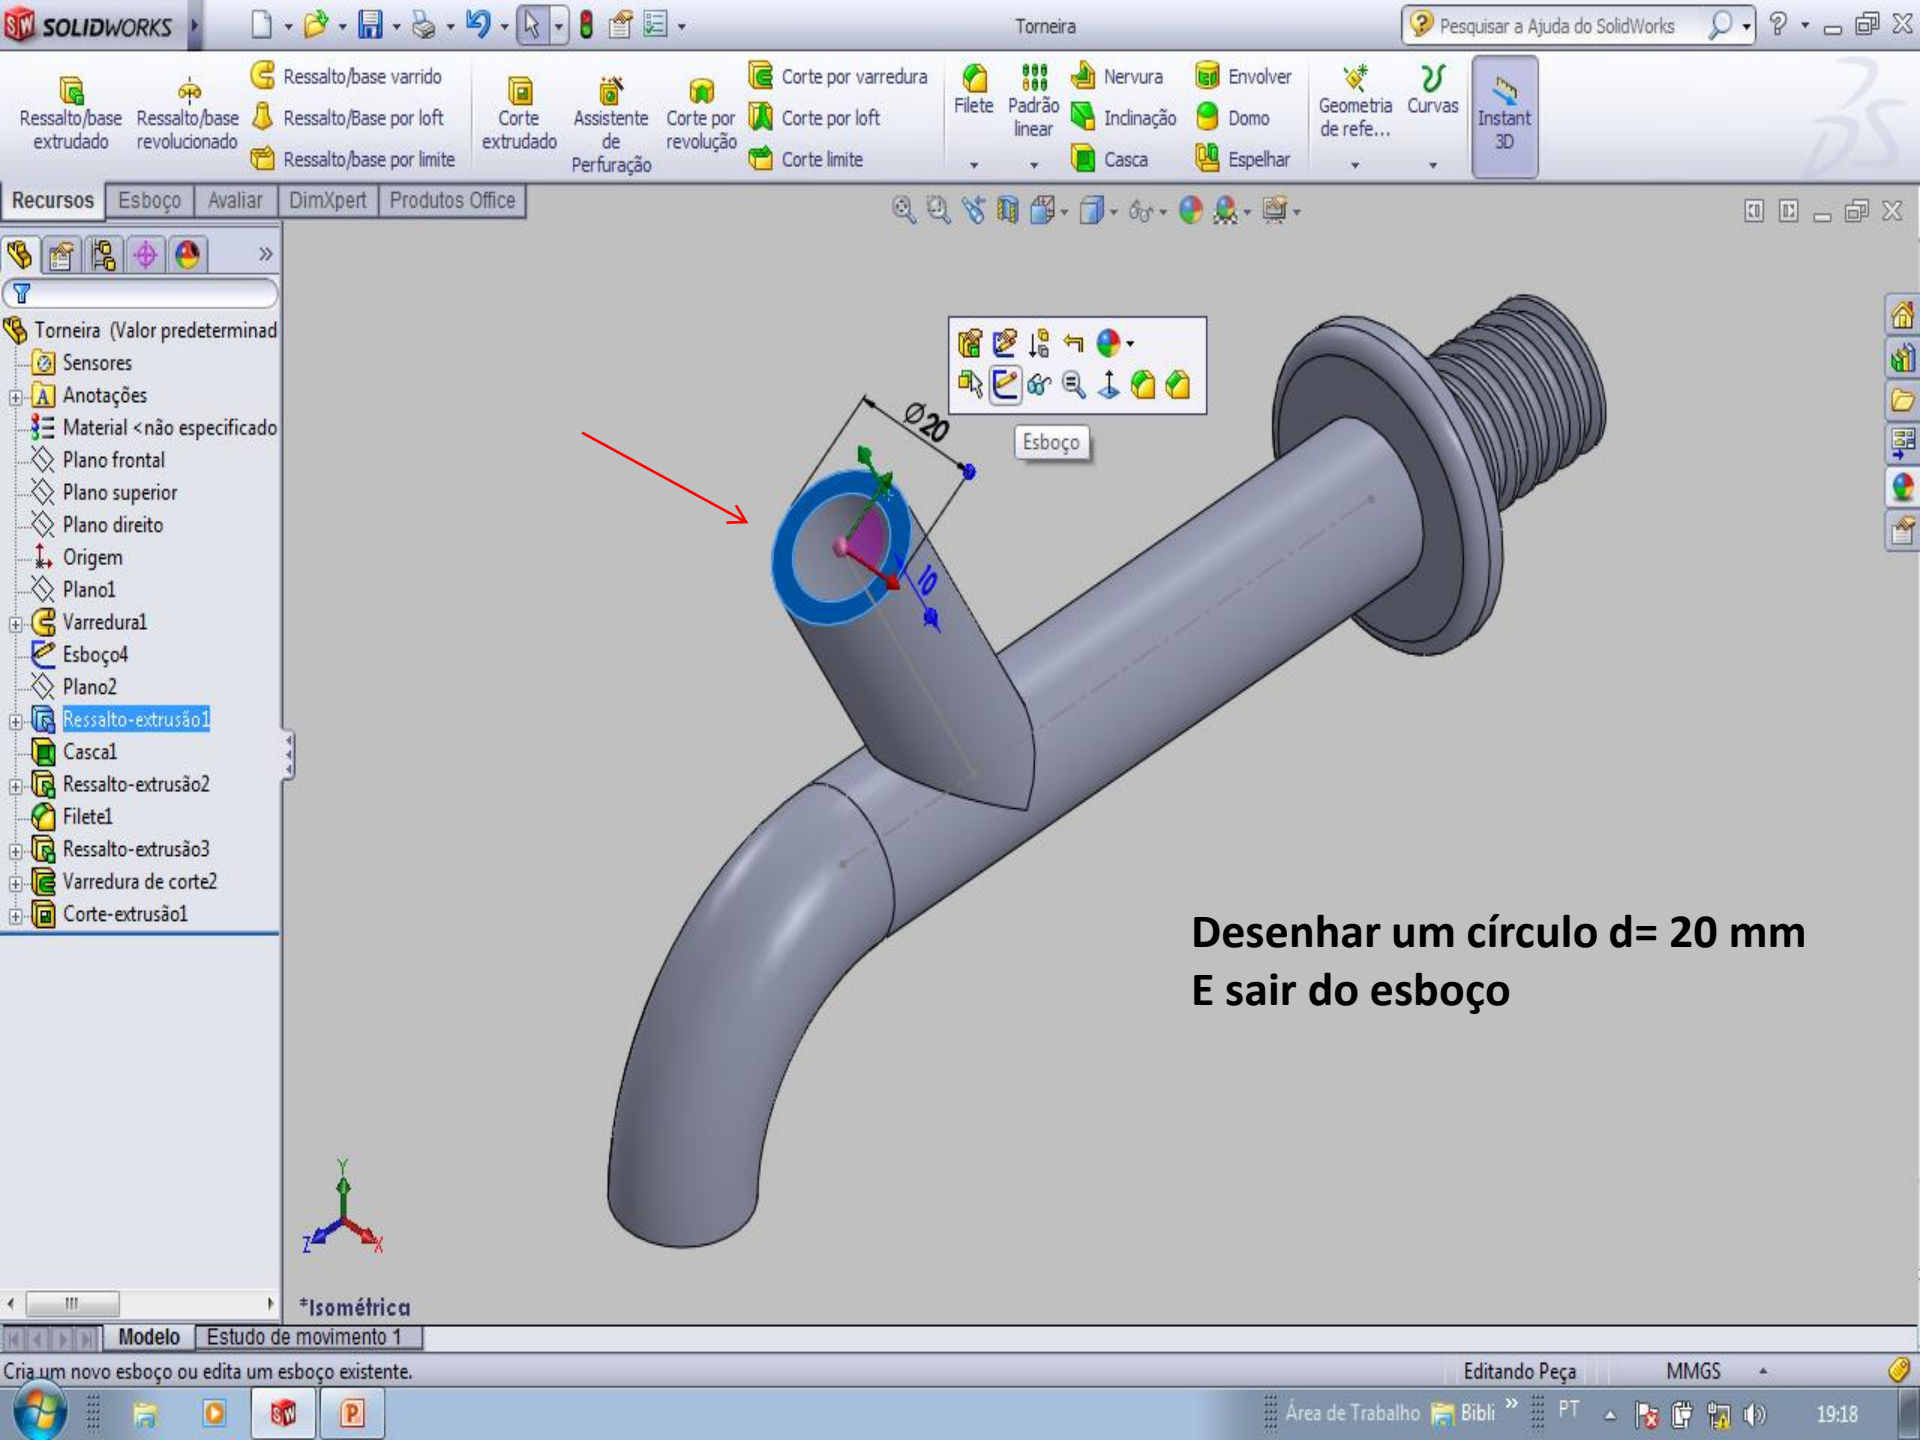 SOLIDWORKS
Torneira
Pesquisar a Ajuda do SolidWorks
Ressalto/base extrudado
Ressalto/base revolucionado
Ressalto/base varrido
Ressalto/Base por loft
Ressalto/base por limite
Corte extrudado
Assistente de Perfuração
Corte por revolução
Corte por varredura
Corte por loft
Corte limite
Filete
Padrão linear
Nervura
Inclinação
Casca
Envolver
Domo
Espelhar
Geometria de refe...
Curvas
Instant 3D
Recursos
Esboço
Avaliar
DimXpert
Produtos Office
Torneira (Valor predeterminad
Sensores
Anotações
Material <não especificado
Plano frontal
Plano superior
Plano direito
Origem
Plano1
Varredura1
Esboço4
Plano2
Ressalto-extrusão1
Casca1
Ressalto-extrusão2
Filete1
Ressalto-extrusão3
Varredura de corte2
Corte-extrusão1
Ø20
Esboço
10
Desenhar um círculo d= 20 mm
E sair do esboço
Y
Z
X
*Isométrica
Modelo
Estudo de movimento 1
Cria um novo esboço ou edita um esboço existente.
Editando Peça
MMGS
Área de Trabalho
Bibli
PT
19:18